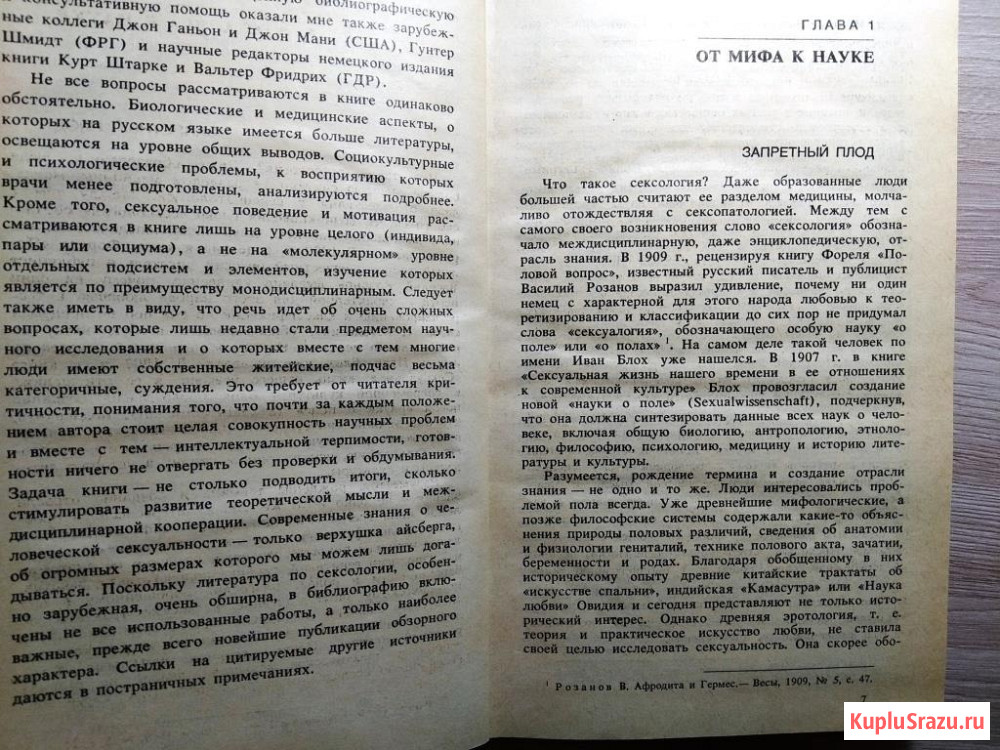 библиографическую
консультативную помощь оказали мне также зарубеж-
ные коллеги Джон Ганьон и Джон Мани (США), Гунтер
Шмидт (ФРГ) и научные редакторы немецкого издания
книги Курт Штарке и Вальтер Фридрих (ГДР).
Не все вопросы рассматриваются в книге одинаково
обстоятельно. Биологические и медицинские аспекты, о
которых на русском языке имеется больше литературы,
освещаются на уровне общих выводов. Социокультурные
и психологические проблемы, к восприятию которых
врачи менее подготовлены, анализируются подробнее.
Кроме того, сексуальное поведение и мотивация рас-
сматриваются в книге лишь на уровне целого (индивида,
пары или социума), а не на «молекулярном» уровне
отдельных подсистем и элементов, изучение которых
является по преимуществу монодисциплинарным. Следует
также иметь в виду, что речь идет об очень сложных
вопросах, которые лишь недавно стали предметом науч-
ного исследования и о которых вместе с тем многие
люди имеют собственные житейские, подчас весьма
категоричные, суждения. Это требует от читателя кри-
тичности, понимания того, что почти за каждым положе-
нием автора стоит целая совокупность научных проблем
и вместе с тем — интеллектуальной терпимости, готов-
ности ничего не отвергать без проверки и обдумывания.
Задача книги — не столько подводить итоги, сколько
стимулировать развитие теоретической мысли и меж-
дисциплинарной кооперации. Современные знания о че-
ловеческой сексуальности — только верхушка айсберга,
об огромных размерах которого мы можем лишь дога-
дываться. Поскольку литература по сексологии, особен-
но зарубежная, очень обширна, в библиографию вклю-
чены не все использованные работы, а только наиболее
важные, прежде всего новейшие публикации обзорного
характера. Ссылки на цитируемые другие источники
даются в постраничных примечаниях.
ГЛАВА 1
ОТ МИФА К НАУКЕ
ЗАПРЕТНЫЙ ПЛОД
Что такое сексология? Даже образованные люди
большей частью считают ее разделом медицины, молча-
ливо отождествляя с сексопатологией. Между тем с
самого своего возникновения слово «сексология» обозна-
чало междисциплинарную, даже энциклопедическую, от-
расль знания. В 1909 г., рецензируя книгу Фореля «По-
ловой вопрос», известный русский писатель и публицист
Василий Розанов выразил удивление, почему ни один
немец с характерной для этого народа любовью к тео-
ретизированию и классификации до сих пор не придумал
слова «сексуалогия», обозначающего особую науку «о
поле» или «о полах» ¹. На самом деле такой человек по
имени Иван Блох уже нашелся. В 1907 г. в книге
«Сексуальная жизнь нашего времени в ее отношениях
к современной культуре» Блох провозгласил создание
новой «науки о поле» (Sexualwissenschaft), подчеркнув,
что она должна синтезировать данные всех наук о чело-
веке, включая общую биологию, антропологию, этноло-
гию, философию, психологию, медицину и историю лите-
ратуры и культуры.
Разумеется, рождение термина и создание отрасли
знания — не одно и то же. Люди интересовались проб-
лемой пола всегда. Уже древнейшие мифологические, а
позже философские системы содержали какие-то объяс-
нения природы половых различий, сведения об анатомии
и физиологии гениталий, технике полового акта, зачатии,
беременности и родах. Благодаря обобщенному в них
историческому опыту древние китайские трактаты об
«искусстве спальни», индийская «Камасутра» или «Наука
любви» Овидия и сегодня представляют не только исто-
рический интерес. Однако древняя эротология, т. е.
теория и практическое искусство любви, не ставила
своей целью исследовать сексуальность. Она скорее обо-
¹ Розанов В. Афродита и Гермес.— Весы, 1909, № 5, с. 47.
7
KupluSrazu.ru